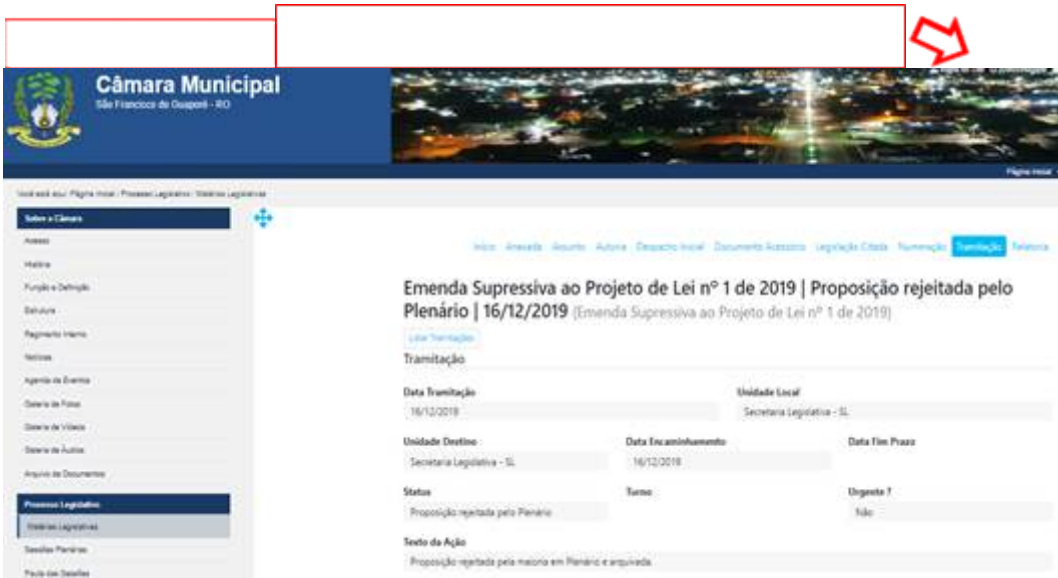 Câmara Municipal
São Francisco do Guaporé - RO
Página Inicial
Você está aqui: Página Inicial / Processo Legislativo / Matérias Legislativas
Sobre a Câmara
Acesso
História
Função e Definição
Estrutura
Regimento Interno
Notícias
Agenda de Eventos
Galeria de Fotos
Galeria de Vídeos
Galeria de Áudios
Arquivo de Documentos
Processo Legislativo
Matérias Legislativas
Sessões Plenárias
Pauta das Sessões
Início Anexada Assunto Autoria Despacho Inicial Documento Acessório Legislação Citada Numeração Tramitação Relatoria
Emenda Supressiva ao Projeto de Lei nº 1 de 2019 | Proposição rejeitada pelo
Plenário | 16/12/2019 (Emenda Supressiva ao Projeto de Lei nº 1 de 2019)
Listar Tramitações
Tramitação
Data Tramitação Unidade Local
16/12/2019 Secretaria Legislativa - SL
Unidade Destino Data Encaminhamento Data Fim Prazo
Secretaria Legislativa - SL 16/12/2019
Status Turno Urgente ?
Proposição rejeitada pelo Plenário Não
Texto da Ação
Proposição rejeitada pela maioria em Plenário e arquivada.